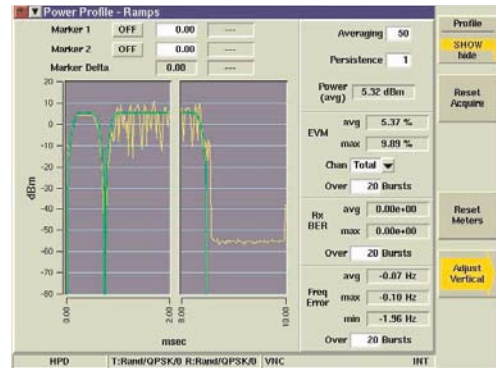 Power Profile - Ramps
Marker 1 OFF 0.00 ---
Marker 2 OFF 0.00 ---
Marker Delta 0.00 ---
Averaging 50
Persistence 1
Power (avg) 5.32 dBm
EVM
avg 5.37 %
max 9.09 %
Chan Total
Over 20 Bursts
Rx BER
avg 0.00e+00
max 0.00e+00
Over 20 Bursts
Freq Error
avg -0.07 Hz
max -0.10 Hz
min -1.96 Hz
Over 20 Bursts
Profile
SHOW
hide
Reset
Acquire
Reset
Meters
Adjust
Vertical
dBm
20
10
0
-10
-20
-30
-40
-50
-60
-70
-80
0.00
2.00
8.00
10.00
msec
HPD T:Rand/QPSK/0 R:Rand/QPSK/0 VNC INT